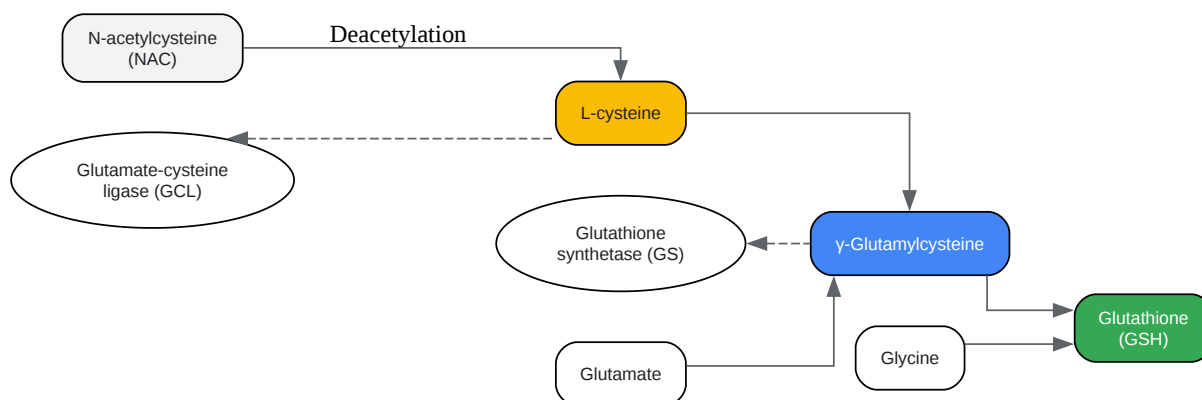 N-acetylcysteine
(NAC)
Deacetylation
L-cysteine
Glutamate-cysteine
ligase (GCL)
Glutathione
synthetase (GS)
γ-Glutamylcysteine
Glutathione
(GSH)
Glycine
Glutamate